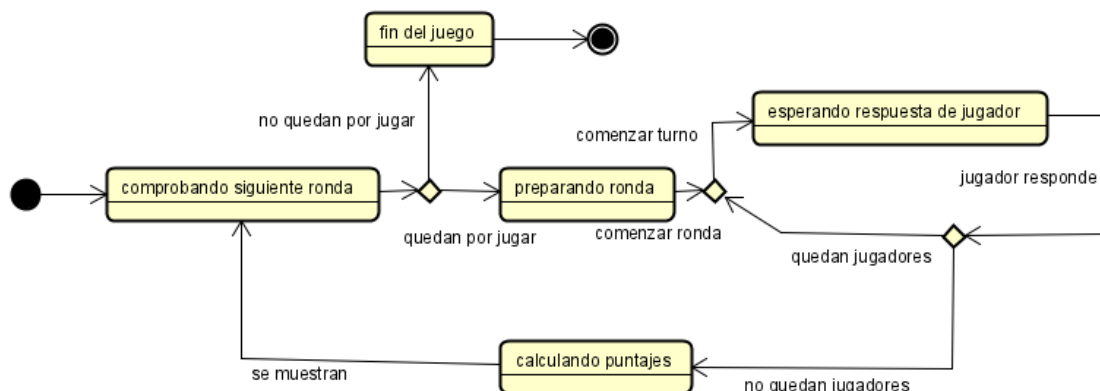 fin del juego
no quedan por jugar
esperando respuesta de jugador
comenzar turno
comprobando siguiente ronda
preparando ronda
jugador responde
quedan por jugar
comenzar ronda
quedan jugadores
calculando puntajes
se muestran
no quedan jugadores